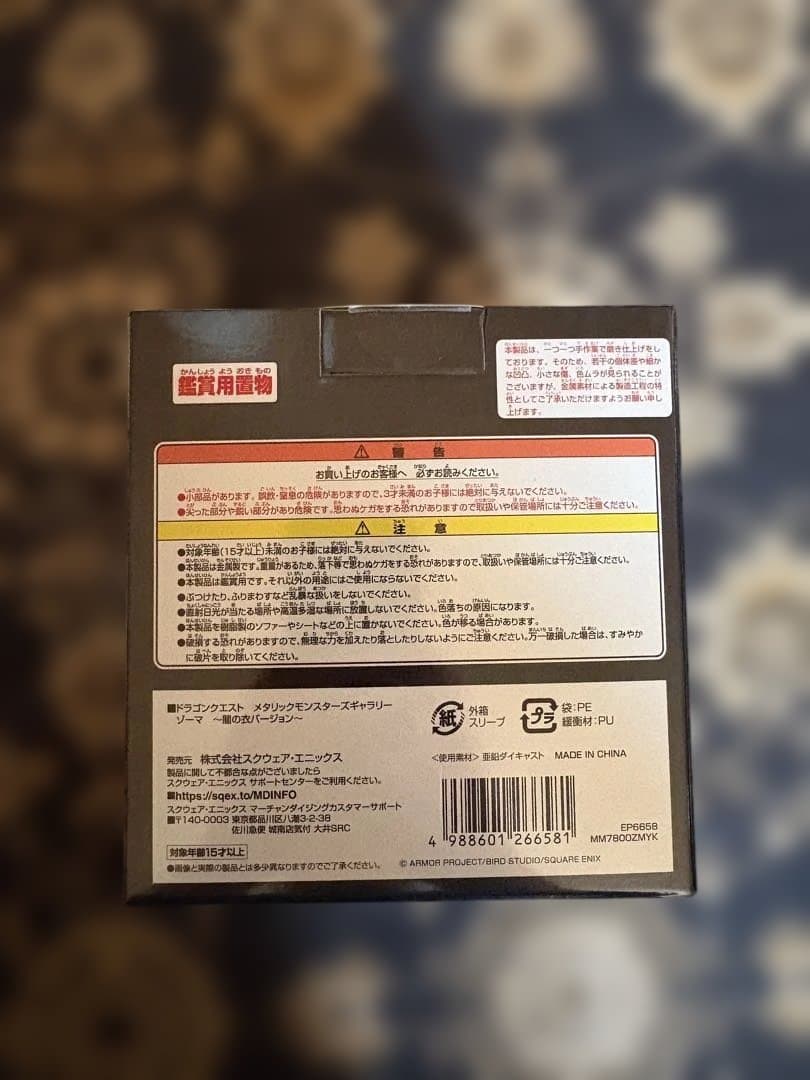 鑑賞用置物
本製品は、一つ一つ手作業で磨き仕上げをし
ております。そのため、若干の個体差や細か
な凹凸、小さな傷、色ムラが見られることが
ございますが、金属素材による製造工程の特
性としてご了承いただけますようお願い申し
上げます。
⚠ 警告
お買い上げのお客様へ 必ずお読みください。
●小部品があります。誤飲・窒息の危険がありますので、3才未満のお子様には絶対に与えないでください。
●尖った部分や鋭い部分があり危険です。思わぬケガをする恐れがありますので取扱いや保管場所には十分ご注意ください。
⚠ 注意
●対象年齢(15才以上)未満のお子様には絶対に与えないでください。
●本製品は金属製です。重量があるため、落下等で思わぬケガをする恐れがありますので、取扱いや保管場所には十分ご注意ください。
●本製品は鑑賞用です。それ以外の用途にはご使用にならないでください。
●ぶつけたり、ふりまわすなど乱暴な扱いをしないでください。
●直射日光が当たる場所や高温多湿な場所に放置しないでください。色落ちの原因になります。
●本製品を樹脂製のソファーやシートなどの上に置かないでください。色が移る場合があります。
●破損する恐れがありますので、無理な力を加えたり落としたりしないようにご注意ください。万一破損した場合は、すみやか
に破片を取り除いてください。
■ドラゴンクエスト メタリックモンスターズギャラリー
ゾーマ ～闇の衣バージョン～
紙 外箱
スリーブ
プラ 袋:PE
緩衝材:PU
発売元 株式会社スクウェア・エニックス
製品に関して不都合な点がございましたら
スクウェア・エニックス サポートセンターをご利用ください。
■https://sqex.to/MDINFO
スクウェア・エニックス マーチャンダイジングカスタマーサポート
■〒140-0003 東京都品川区八潮3-2-38
佐川急便 城南店気付 大井SRC
対象年齢15才以上
●画像と実際の製品とは多少異なりますのでご了承ください。
<使用素材>亜鉛ダイキャスト MADE IN CHINA
4 988601 266581
EP6658
MM7800ZMYK
© ARMOR PROJECT/BIRD STUDIO/SQUARE ENIX